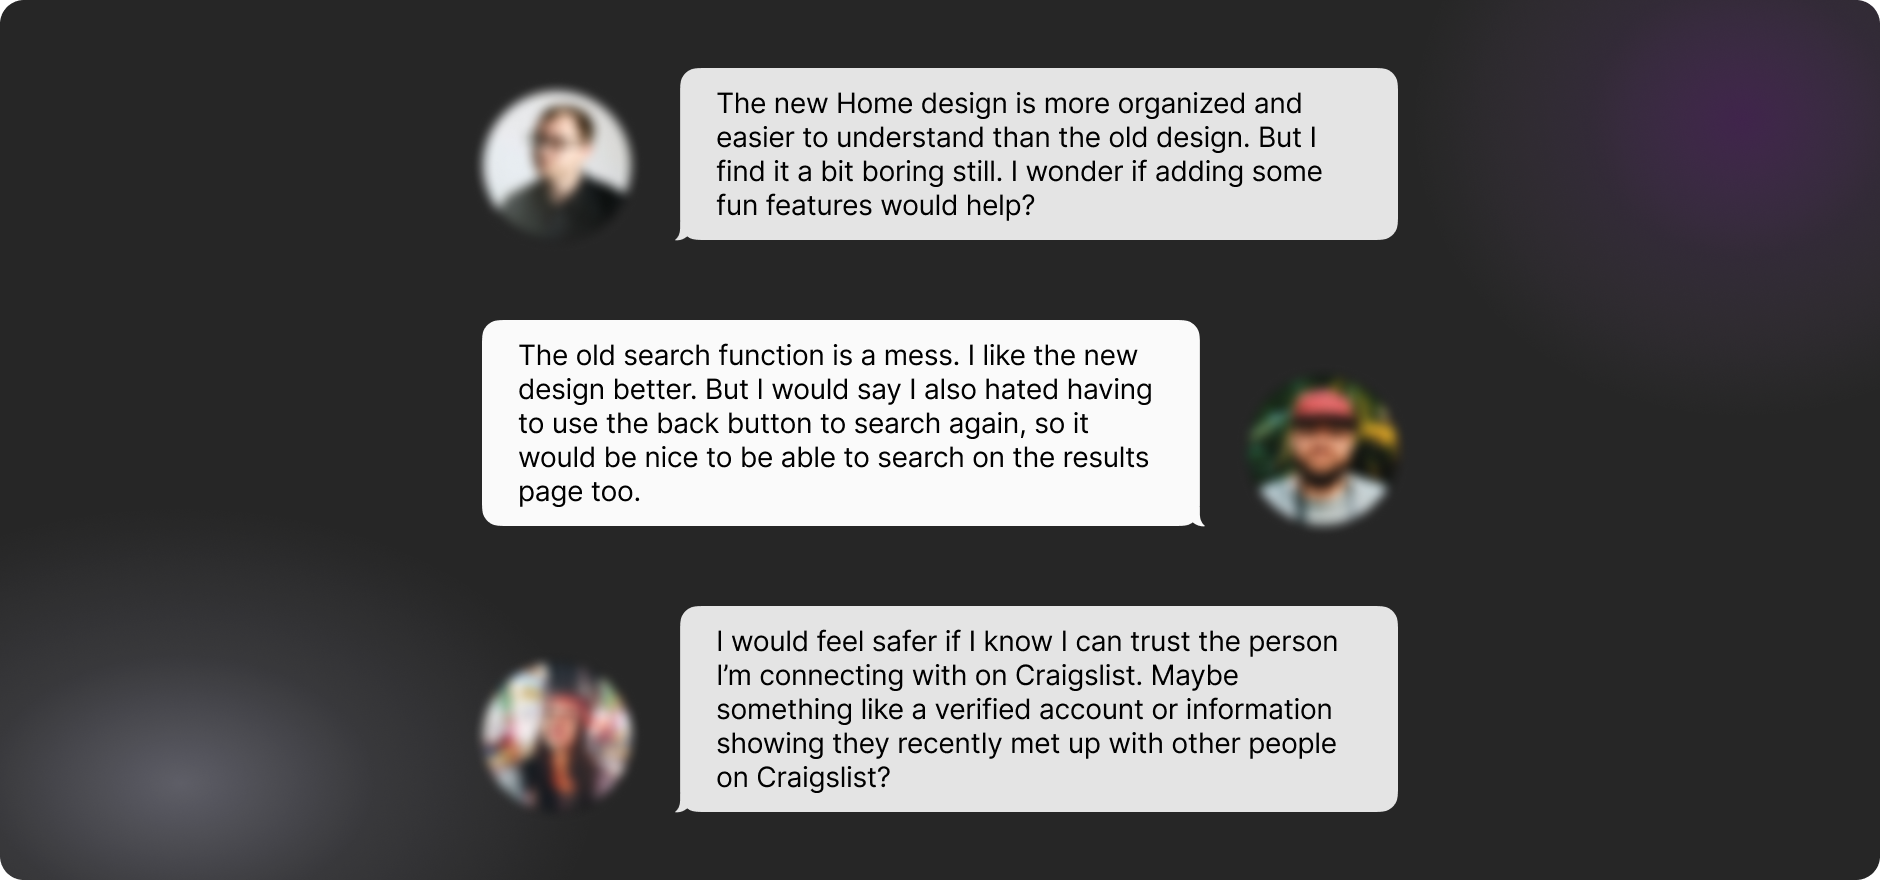 The new Home design is more organized and
easier to understand than the old design. But I
find it a bit boring still. I wonder if adding some
fun features would help?
The old search function is a mess. I like the new
design better. But I would say I also hated having
to use the back button to search again, so it
would be nice to be able to search on the results
page too.
I would feel safer if I know I can trust the person
I’m connecting with on Craigslist. Maybe
something like a verified account or information
showing they recently met up with other people
on Craigslist?